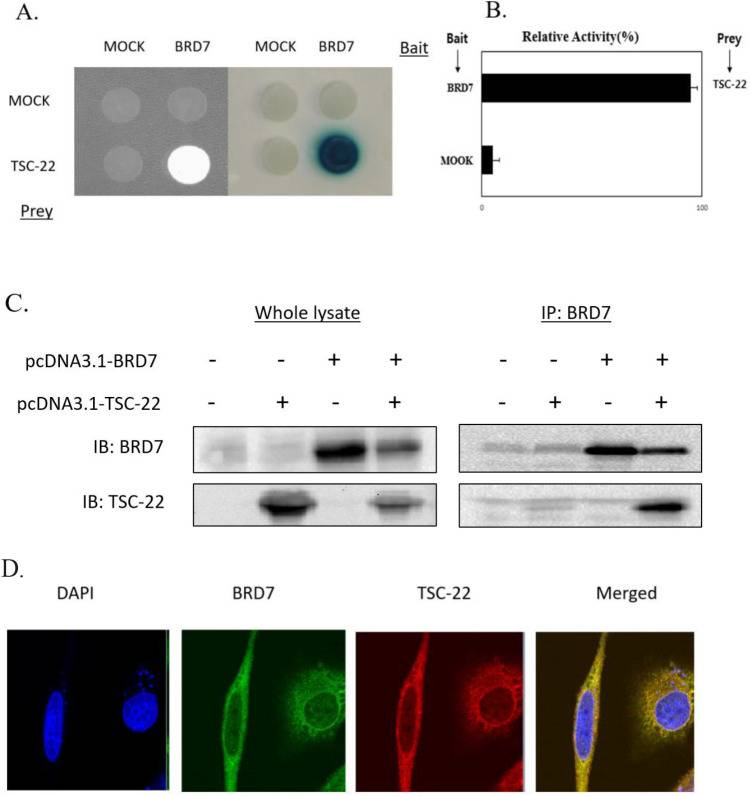 A.
MOCK BRD7 MOCK BRD7 Bait
MOCK
TSC-22
Prey
B.
Relative Activity(%)
Bait Prey
BRD7 TSC-22
MOOK
0 100
C.
Whole lysate IP: BRD7
pcDNA3.1-BRD7 - - + + - - + +
pcDNA3.1-TSC-22 - + - + - + - +
IB: BRD7
IB: TSC-22
D.
DAPI BRD7 TSC-22 Merged